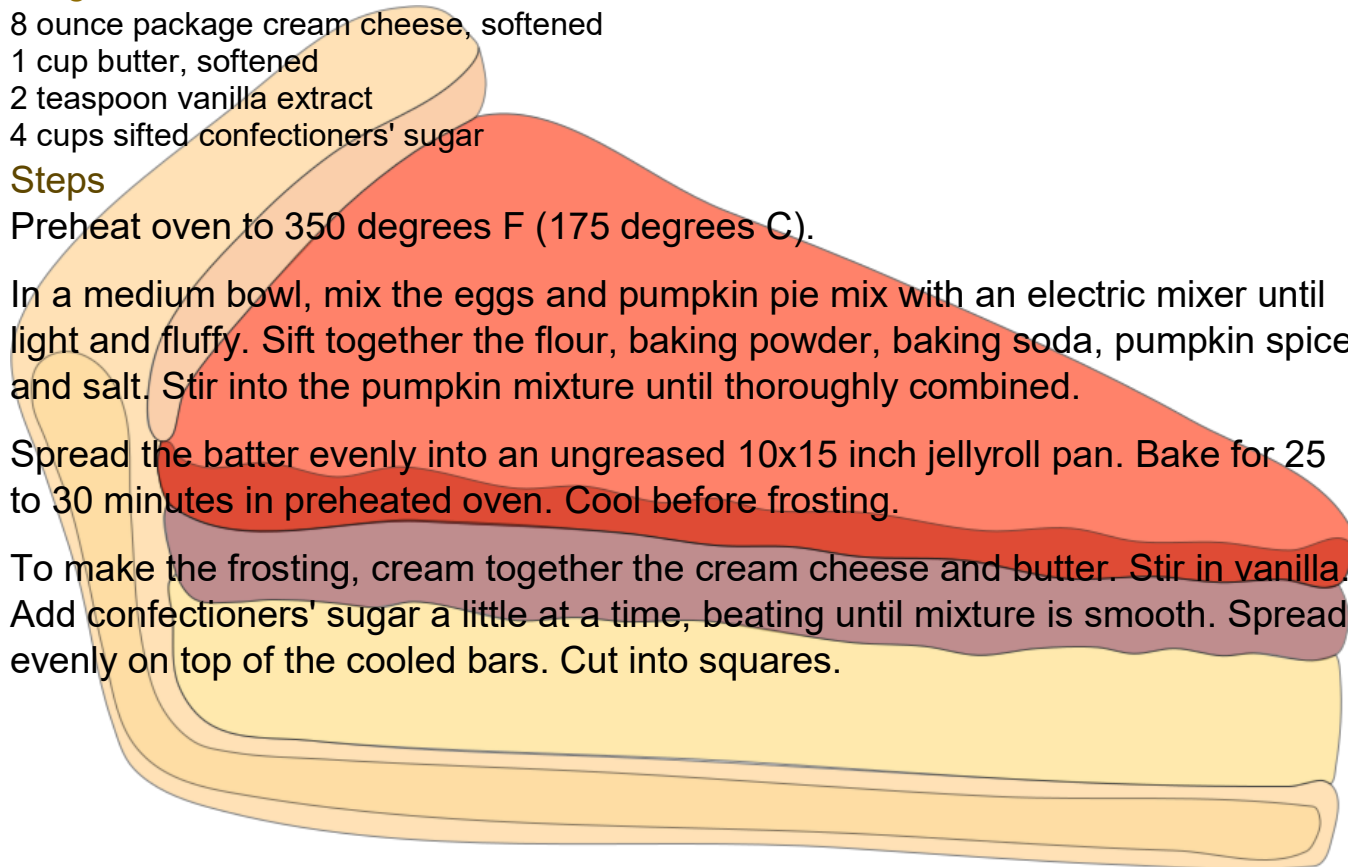 8 ounce package cream cheese, softened
1 cup butter, softened
2 teaspoon vanilla extract
4 cups sifted confectioners' sugar
Steps
Preheat oven to 350 degrees F (175 degrees C).
In a medium bowl, mix the eggs and pumpkin pie mix with an electric mixer until
light and fluffy. Sift together the flour, baking powder, baking soda, pumpkin spice
and salt. Stir into the pumpkin mixture until thoroughly combined.
Spread the batter evenly into an ungreased 10x15 inch jellyroll pan. Bake for 25
to 30 minutes in preheated oven. Cool before frosting.
To make the frosting, cream together the cream cheese and butter. Stir in vanilla.
Add confectioners' sugar a little at a time, beating until mixture is smooth. Spread
evenly on top of the cooled bars. Cut into squares.